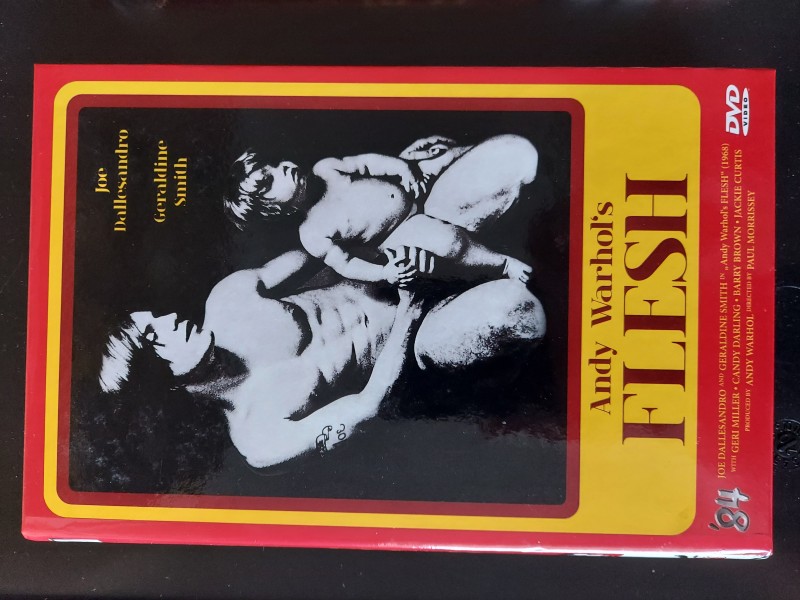 Joe
Dallesandro
Geraldine
Smith
Andy Warhol's
FLESH
JOE DALLESANDRO AND GERALDINE SMITH IN „Andy Warhol's FLESH" (1968)
WITH GERI MILLER • CANDY DARLING • BARRY BROWN • JACKIE CURTIS
PRODUCED BY ANDY WARHOL DIRECTED BY PAUL MORRISSEY
DVD
VIDEO
'84